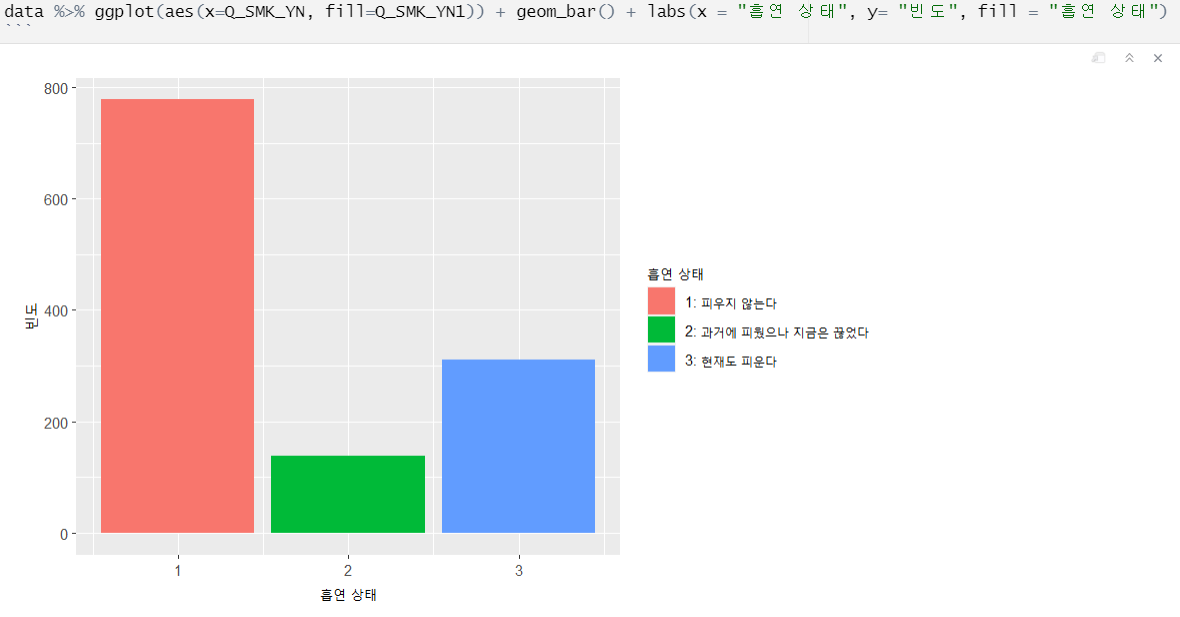 data %>% ggplot(aes(x=Q_SMK_YN, fill=Q_SMK_YN1)) + geom_bar() + labs(x = "흡연 상태", y= "빈도", fill = "흡연 상태")
```
800
600
400
200
0
빈도
1
2
3
흡연 상태
흡연 상태
1: 피우지 않는다
2: 과거에 피웠으나 지금은 끊었다
3: 현재도 피운다